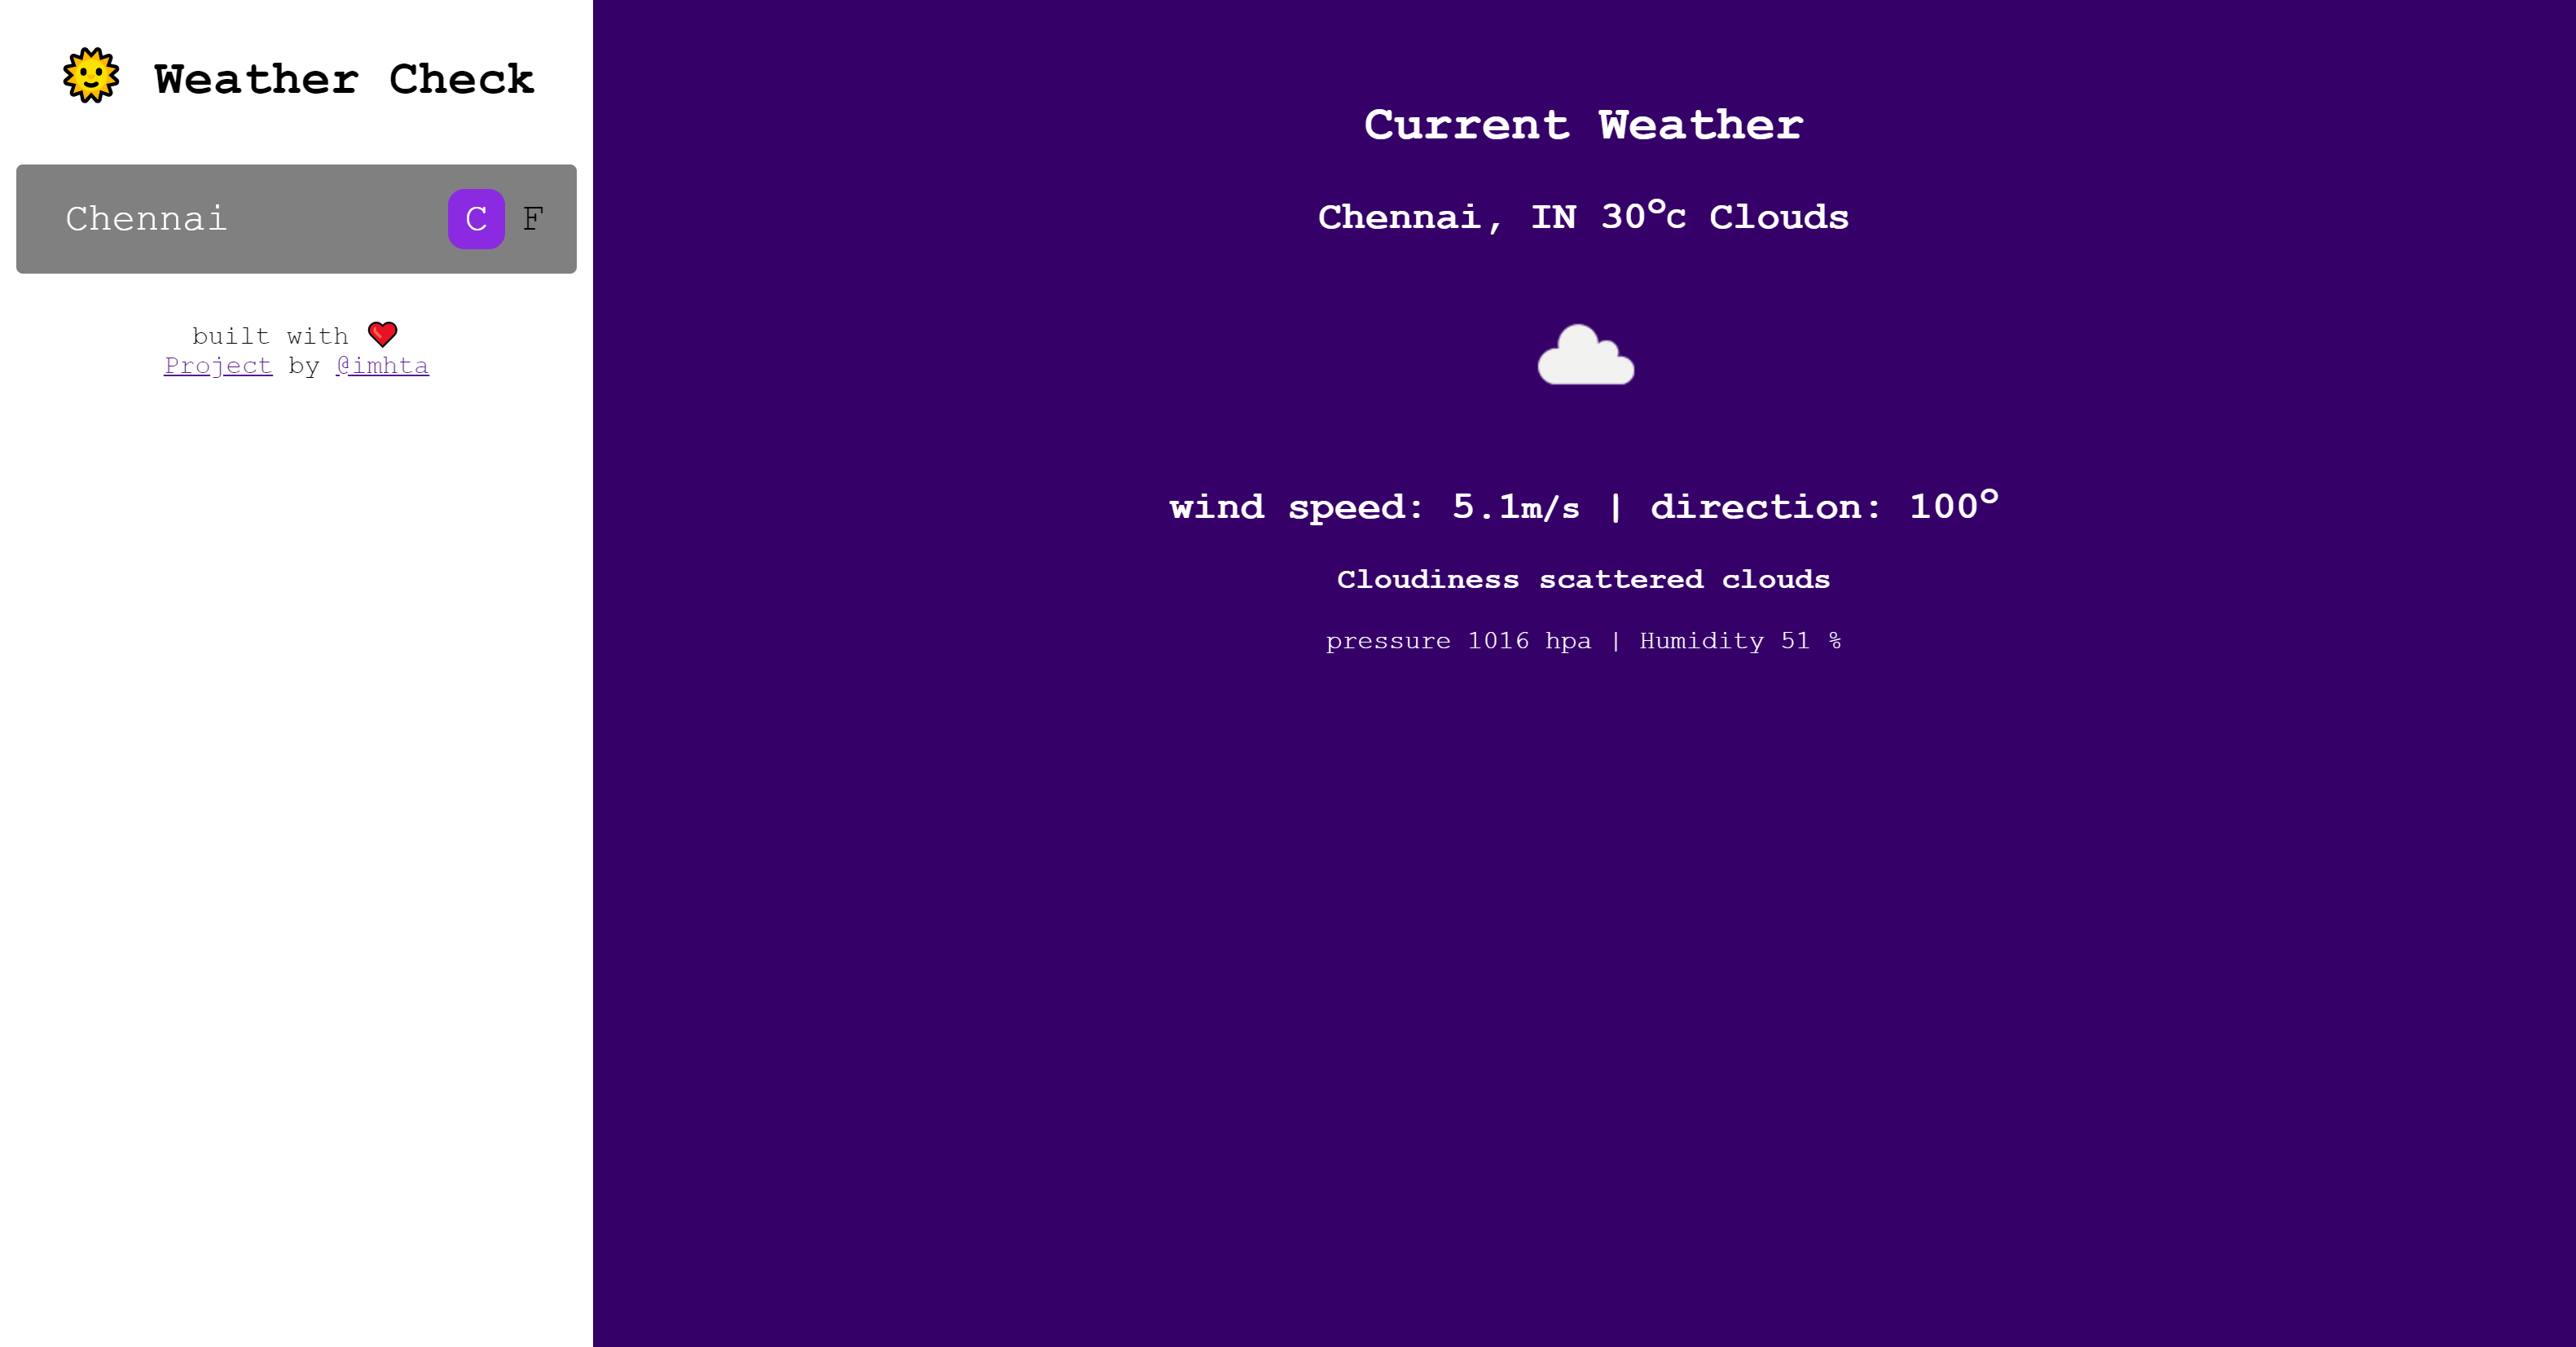 Weather Check
Chennai C F
built with
Project by @imhta
Current Weather
Chennai, IN 30°c Clouds
wind speed: 5.1m/s | direction: 100°
Cloudiness scattered clouds
pressure 1016 hpa | Humidity 51 %